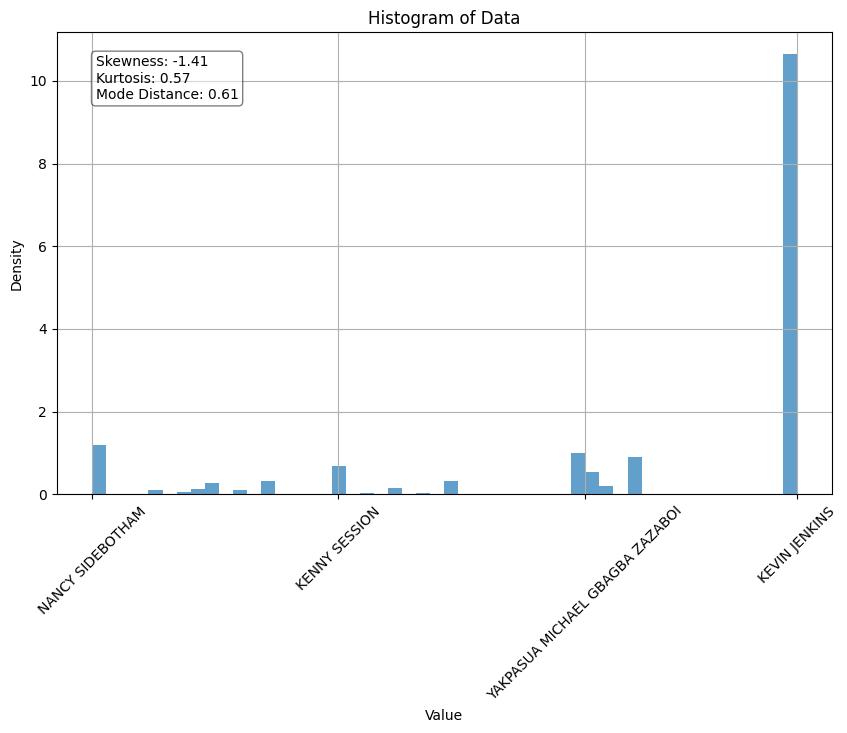 Histogram of Data
Skewness: -1.41
Kurtosis: 0.57
Mode Distance: 0.61
Density
10
8
6
4
2
0
NANCY SIDEBOTHAM
KENNY SESSION
YAKPASUA MICHAEL GBAGBA ZAZABOI
KEVIN JENKINS
Value